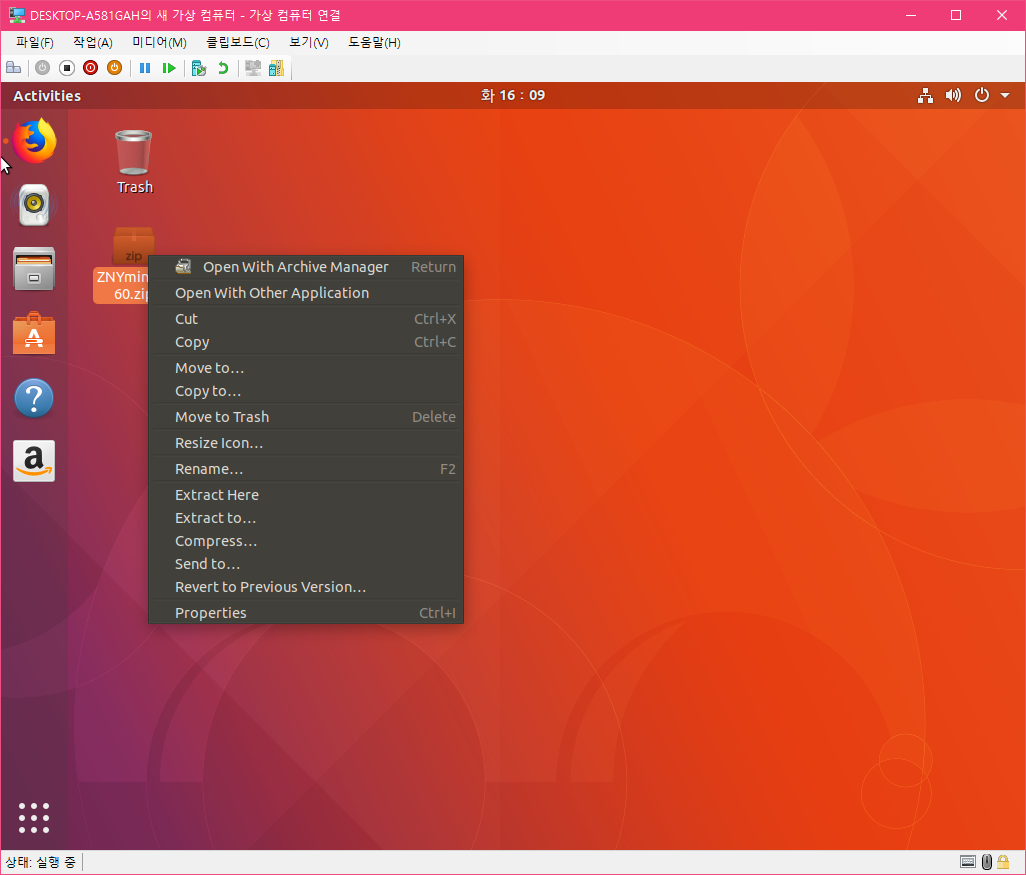 DESKTOP-A581GAH의 새 가상 컴퓨터 - 가상 컴퓨터 연결
파일(F) 작업(A) 미디어(M) 클립보드(C) 보기(V) 도움말(H)
Activities 화 16 : 09
Trash
zip
ZNYmin
60.zip
Open With Archive Manager Return
Open With Other Application
Cut Ctrl+X
Copy Ctrl+C
Move to…
Copy to…
Move to Trash Delete
Resize Icon…
Rename… F2
Extract Here
Extract to…
Compress…
Send to…
Revert to Previous Version…
Properties Ctrl+I
상태: 실행 중